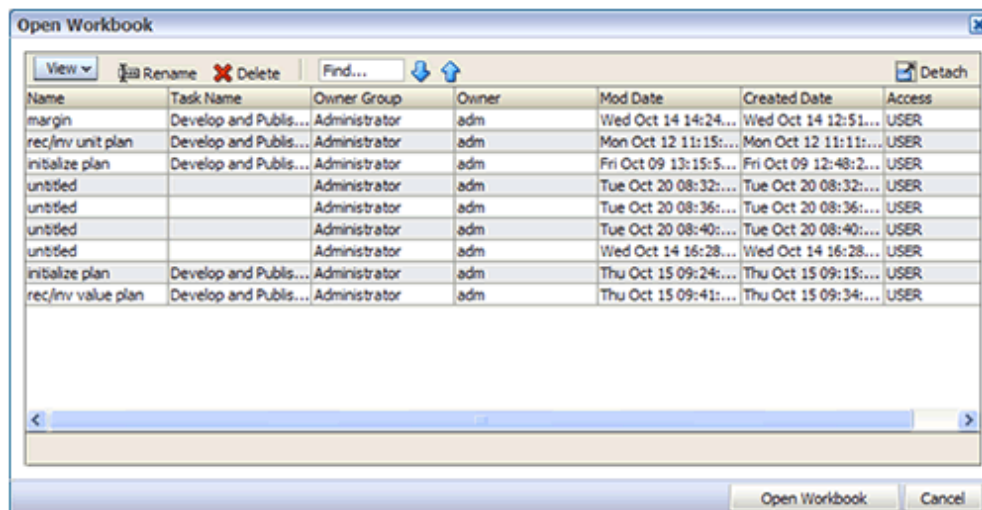 Open Workbook
View Rename Delete Find... Detach
Name Task Name Owner Group Owner Mod Date Created Date Access
margin Develop and Publis... Administrator adm Wed Oct 14 14:24... Wed Oct 14 12:51... USER
rec/inv unit plan Develop and Publis... Administrator adm Mon Oct 12 11:15:... Mon Oct 12 11:11:... USER
initialize plan Develop and Publis... Administrator adm Fri Oct 09 13:15:5... Fri Oct 09 12:48:2... USER
untitled Administrator adm Tue Oct 20 08:32:... Tue Oct 20 08:32:... USER
untitled Administrator adm Tue Oct 20 08:36:... Tue Oct 20 08:36:... USER
untitled Administrator adm Tue Oct 20 08:40:... Tue Oct 20 08:40:... USER
untitled Administrator adm Wed Oct 14 16:28... Wed Oct 14 16:28... USER
initialize plan Develop and Publis... Administrator adm Thu Oct 15 09:24:... Thu Oct 15 09:15:... USER
rec/inv value plan Develop and Publis... Administrator adm Thu Oct 15 09:41:... Thu Oct 15 09:34:... USER
Open Workbook Cancel